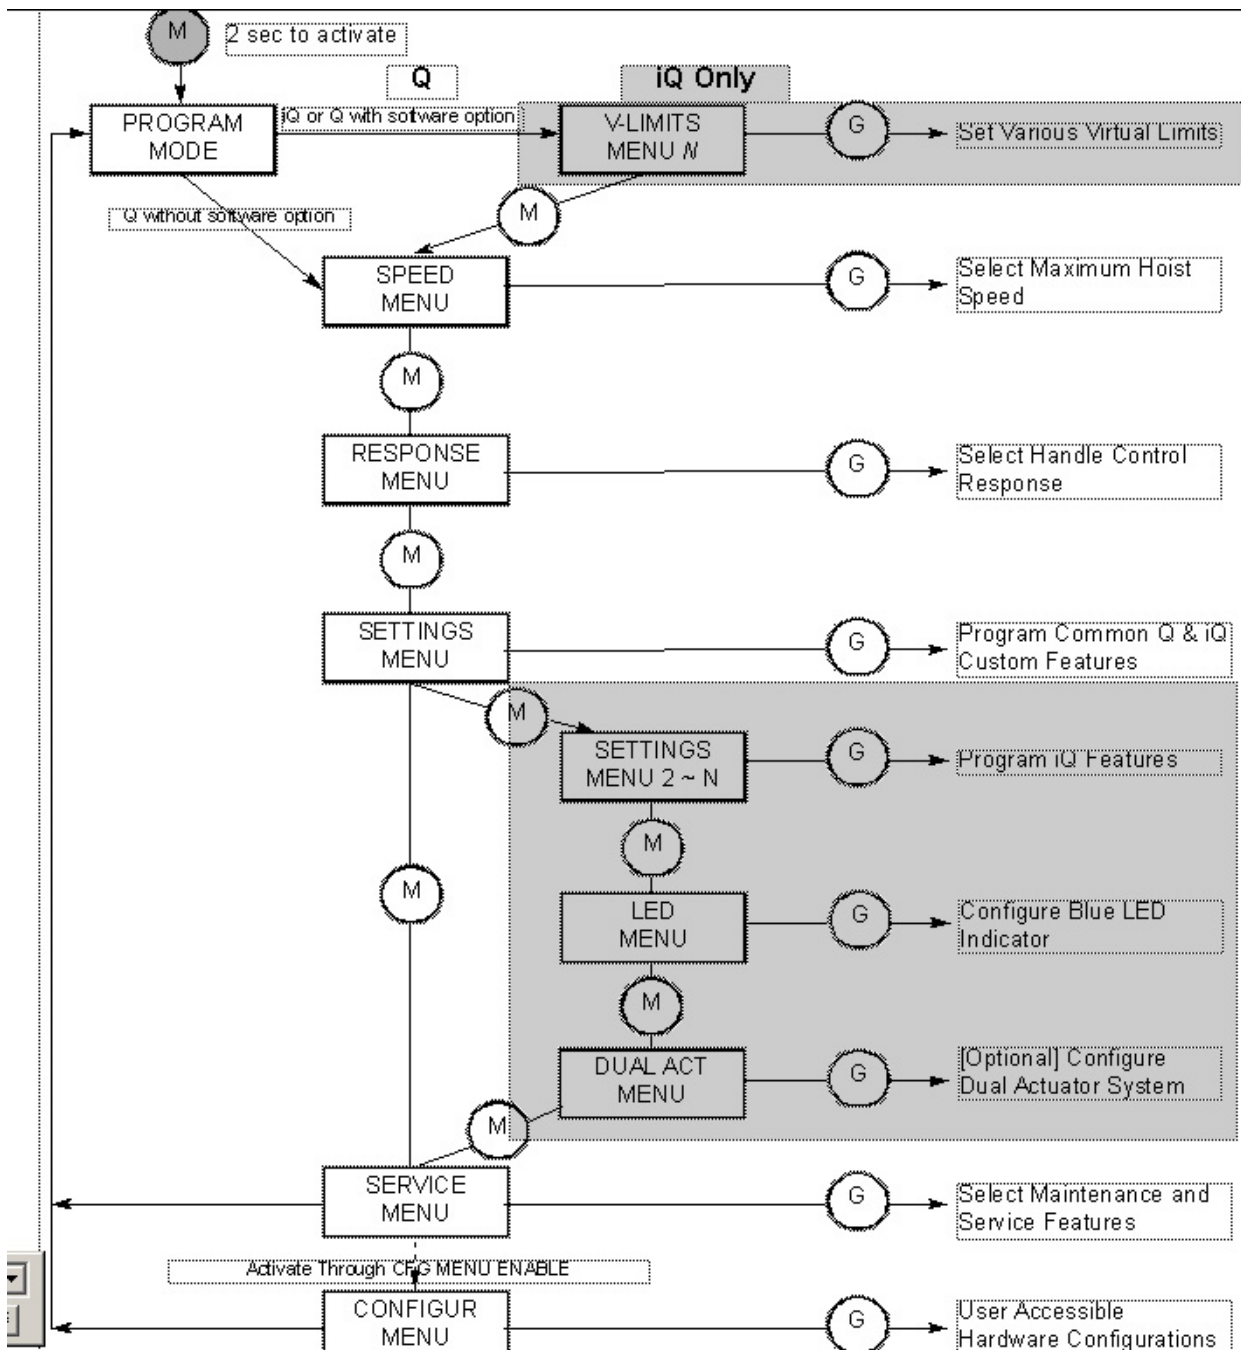 M
2 sec to activate
Q
iQ Only
PROGRAM
MODE
iQ or Q with software option
V-LIMITS
MENU N
G
Set Various Virtual Limits
Q without software option
M
SPEED
MENU
G
Select Maximum Hoist
Speed
M
RESPONSE
MENU
G
Select Handle Control
Response
M
SETTINGS
MENU
G
Program Common Q & iQ
Custom Features
M
SETTINGS
MENU 2 ~ N
G
Program iQ Features
M
M
LED
MENU
G
Configure Blue LED
Indicator
M
DUAL ACT
MENU
G
[Optional] Configure
Dual Actuator System
M
SERVICE
MENU
G
Select Maintenance and
Service Features
Activate Through CFG MENU ENABLE
CONFIGUR
MENU
G
User Accessible
Hardware Configurations